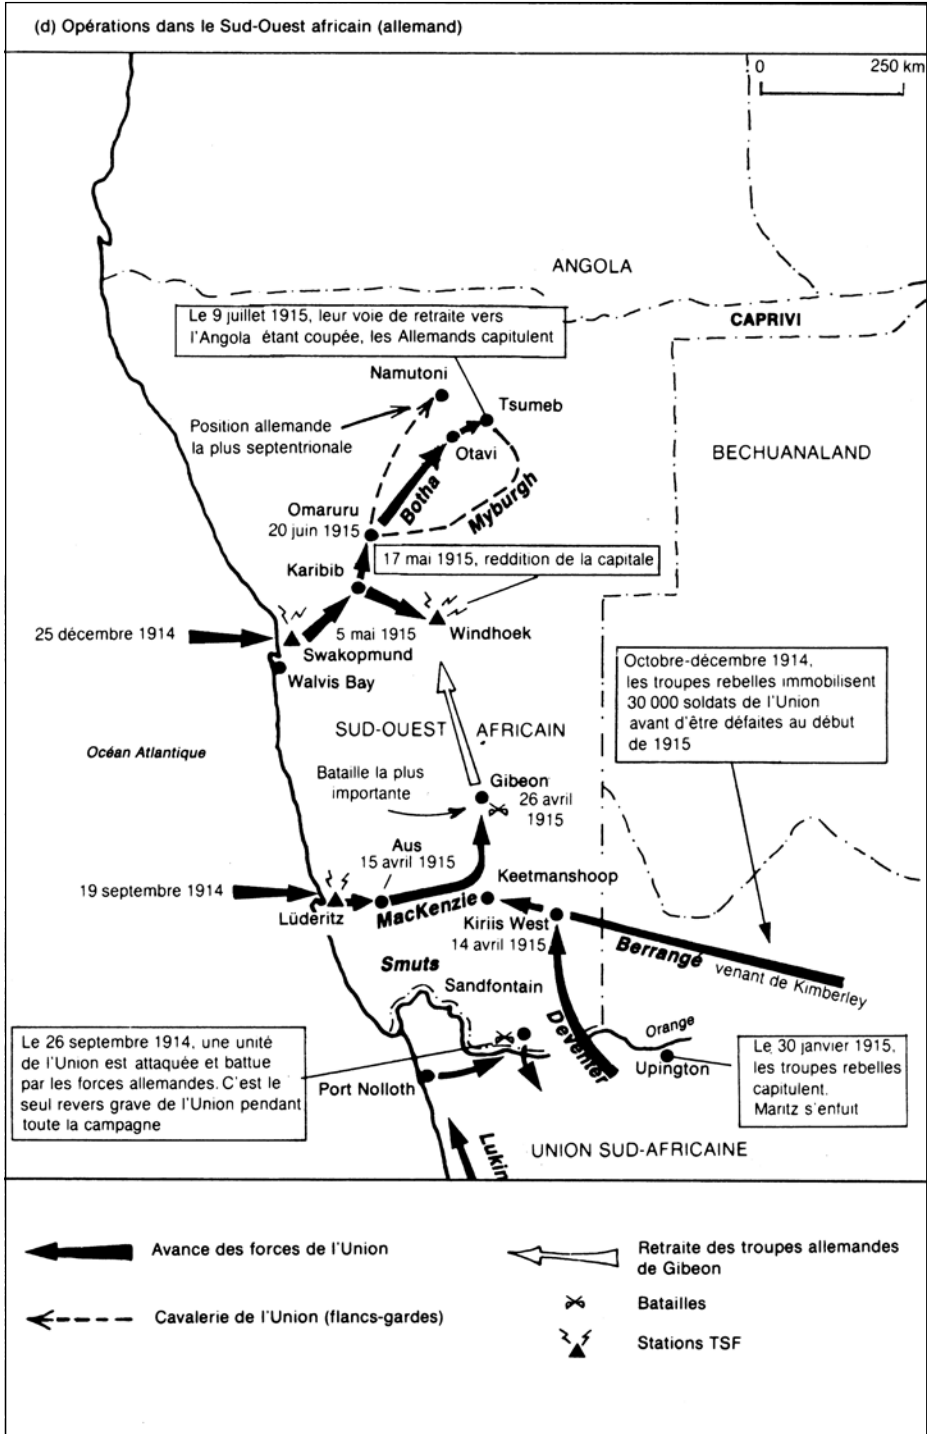 (d) Opérations dans le Sud-Ouest africain (allemand)
0 250 km
ANGOLA
CAPRIVI
Le 9 juillet 1915, leur voie de retraite vers
l'Angola étant coupée, les Allemands capitulent
Namutoni
Tsumeb
Position allemande
la plus septentrionale
Otavi
BECHUANALAND
Botha
Myburgh
Omaruru
20 juin 1915
17 mai 1915, reddition de la capitale
Karibib
25 décembre 1914
5 mai 1915
Windhoek
Swakopmund
Walvis Bay
Octobre-décembre 1914,
les troupes rebelles immobilisent
30 000 soldats de l'Union
avant d'être défaites au début
de 1915
SUD-OUEST AFRICAIN
Océan Atlantique
Bataille la plus
importante
Gibeon
26 avril
1915
Aus
15 avril 1915
Keetmanshoop
19 septembre 1914
Lüderitz
MacKenzie
Kiriis West
14 avril 1915
Berrangé
venant de Kimberley
Smuts
Sandfontain
Orange
Deventer
Upington
Le 26 septembre 1914, une unité
de l'Union est attaquée et battue
par les forces allemandes. C'est le
seul revers grave de l'Union pendant
toute la campagne
Port Nolloth
Le 30 janvier 1915,
les troupes rebelles
capitulent.
Maritz s'enfuit
Lukin
UNION SUD-AFRICAINE
Avance des forces de l'Union
Cavalerie de l'Union (flancs-gardes)
Retraite des troupes allemandes
de Gibeon
Batailles
Stations TSF